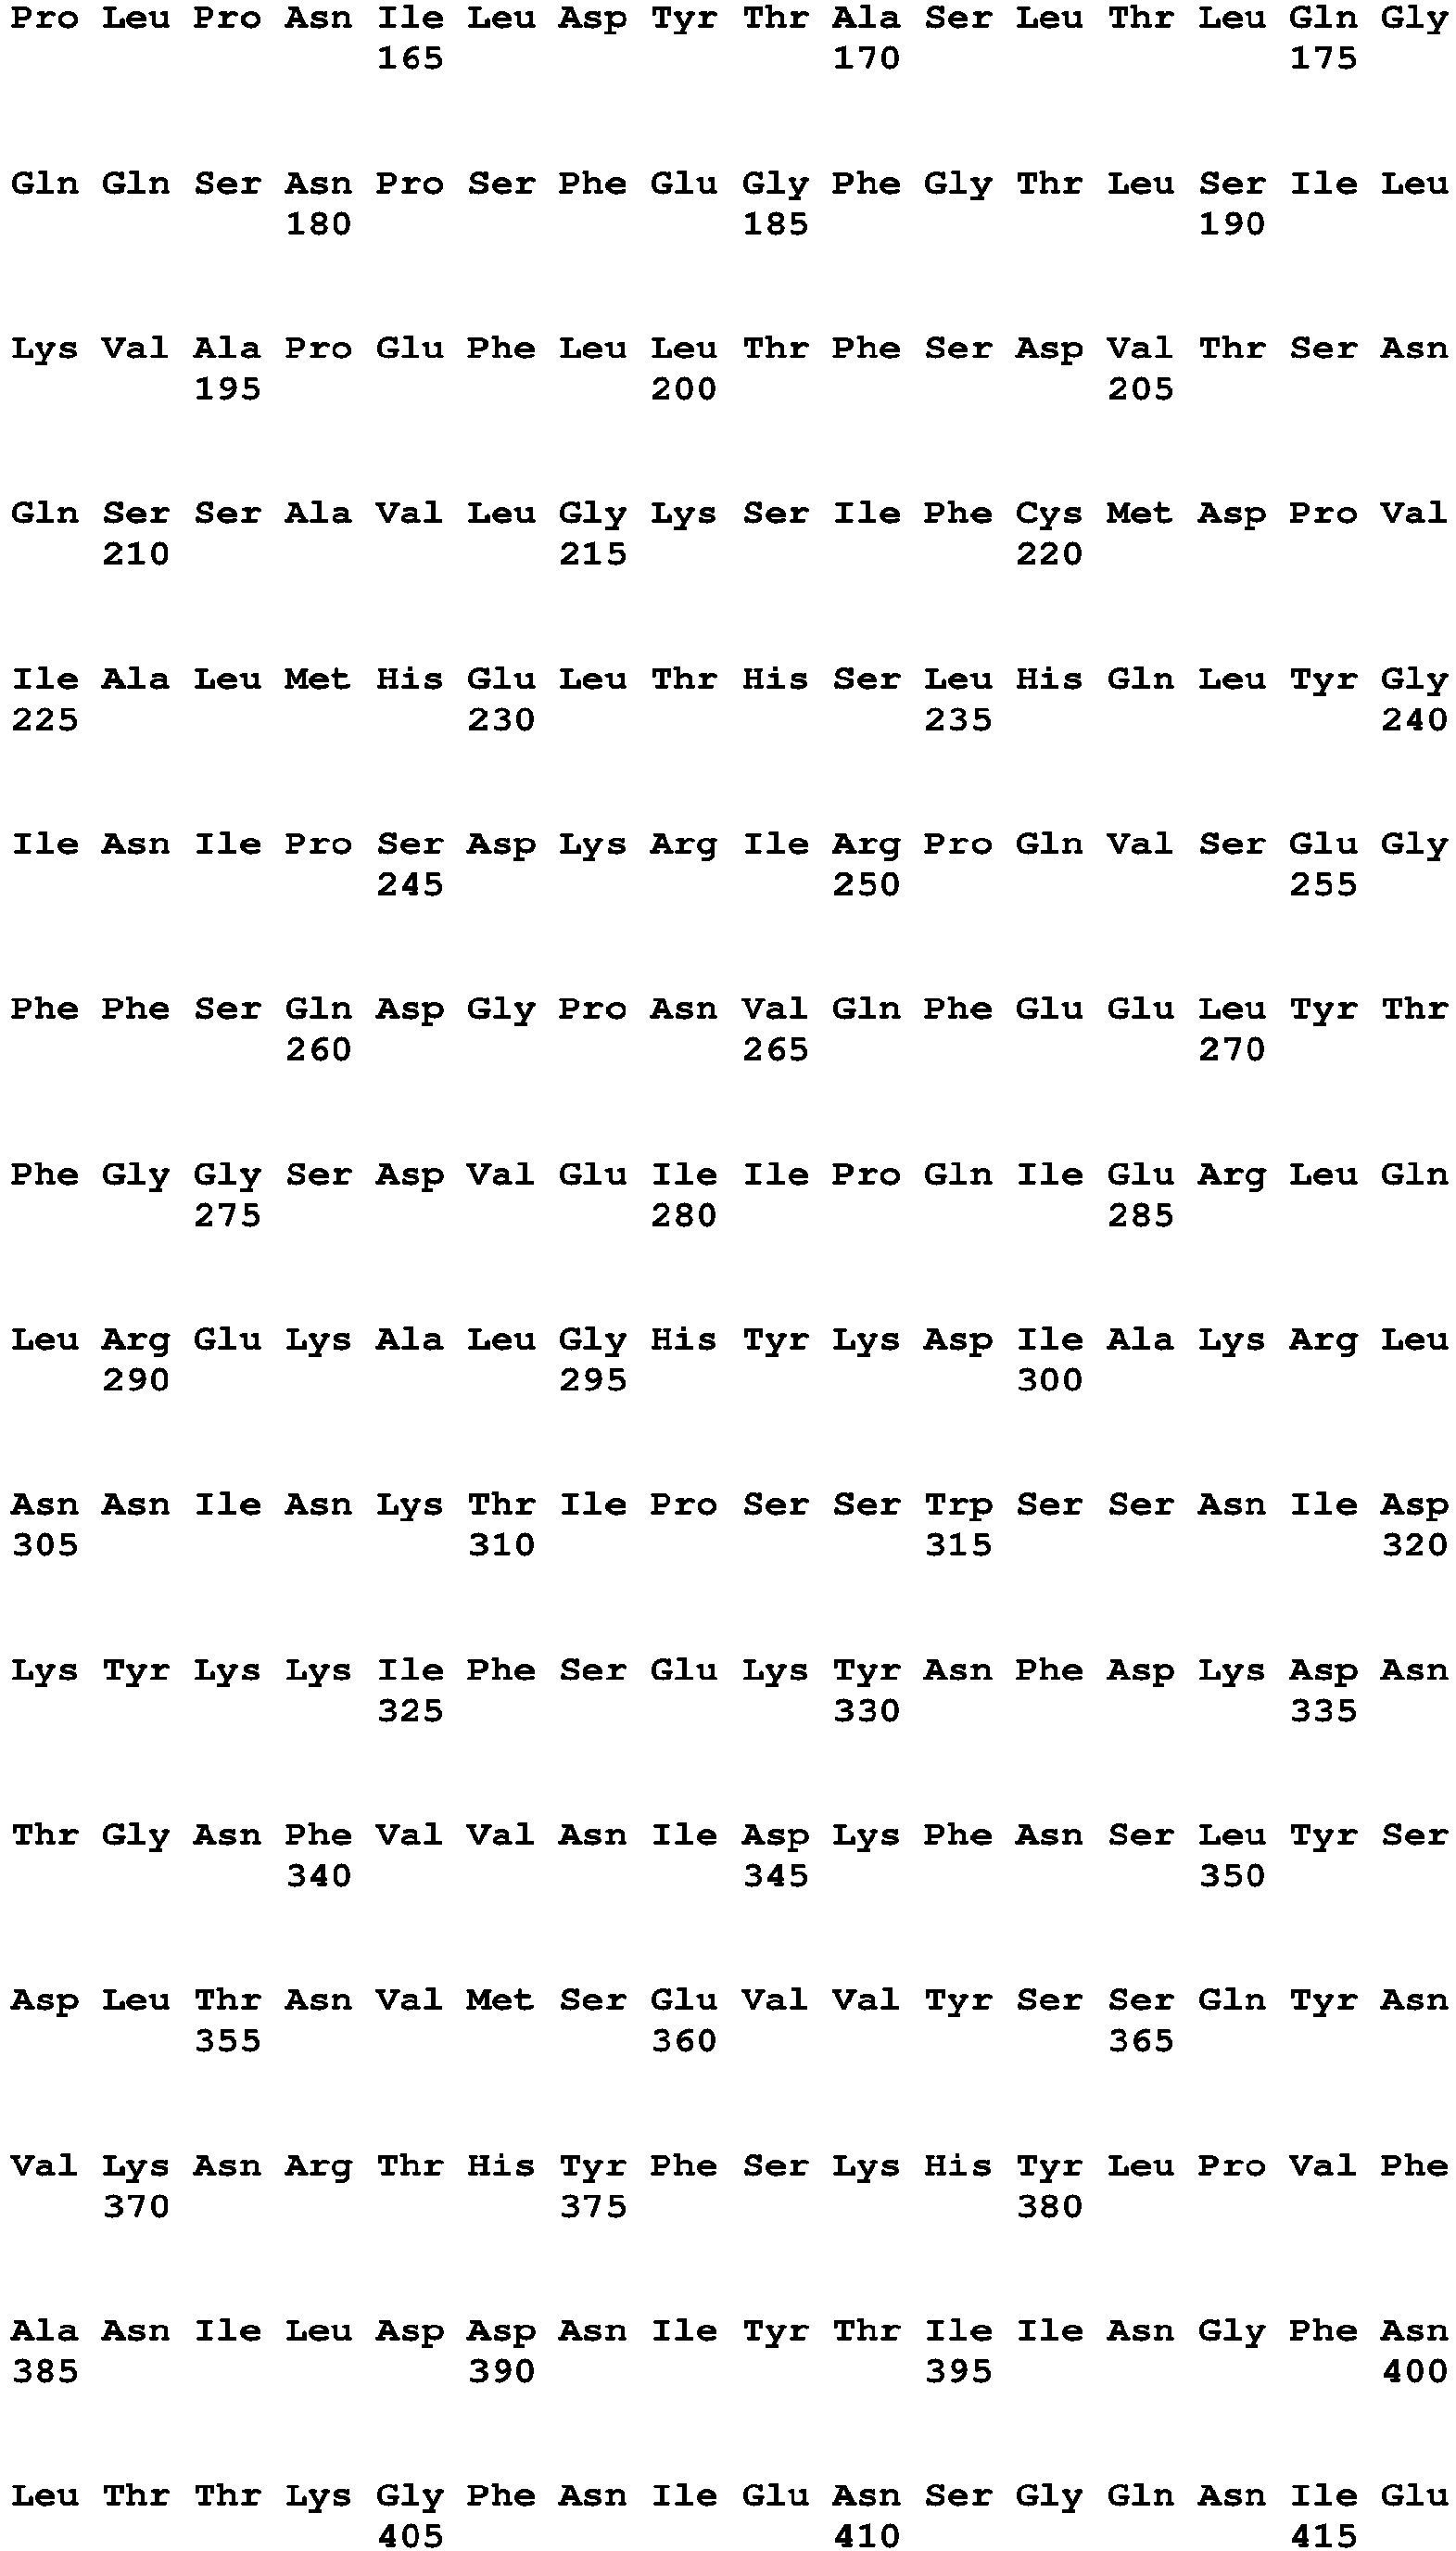 Pro Leu Pro Asn Ile Leu Asp Tyr Thr Ala Ser Leu Thr Leu Gln Gly
165 170 175
Gln Gln Ser Asn Pro Ser Phe Glu Gly Phe Gly Thr Leu Ser Ile Leu
180 185 190
Lys Val Ala Pro Glu Phe Leu Leu Thr Phe Ser Asp Val Thr Ser Asn
195 200 205
Gln Ser Ser Ala Val Leu Gly Lys Ser Ile Phe Cys Met Asp Pro Val
210 215 220
Ile Ala Leu Met His Glu Leu Thr His Ser Leu His Gln Leu Tyr Gly
225 230 235 240
Ile Asn Ile Pro Ser Asp Lys Arg Ile Arg Pro Gln Val Ser Glu Gly
245 250 255
Phe Phe Ser Gln Asp Gly Pro Asn Val Gln Phe Glu Glu Leu Tyr Thr
260 265 270
Phe Gly Gly Ser Asp Val Glu Ile Ile Pro Gln Ile Glu Arg Leu Gln
275 280 285
Leu Arg Glu Lys Ala Leu Gly His Tyr Lys Asp Ile Ala Lys Arg Leu
290 295 300
Asn Asn Ile Asn Lys Thr Ile Pro Ser Ser Trp Ser Ser Asn Ile Asp
305 310 315 320
Lys Tyr Lys Lys Ile Phe Ser Glu Lys Tyr Asn Phe Asp Lys Asp Asn
325 330 335
Thr Gly Asn Phe Val Val Asn Ile Asp Lys Phe Asn Ser Leu Tyr Ser
340 345 350
Asp Leu Thr Asn Val Met Ser Glu Val Val Tyr Ser Ser Gln Tyr Asn
355 360 365
Val Lys Asn Arg Thr His Tyr Phe Ser Lys His Tyr Leu Pro Val Phe
370 375 380
Ala Asn Ile Leu Asp Asp Asn Ile Tyr Thr Ile Ile Asn Gly Phe Asn
385 390 395 400
Leu Thr Thr Lys Gly Phe Asn Ile Glu Asn Ser Gly Gln Asn Ile Glu
405 410 415